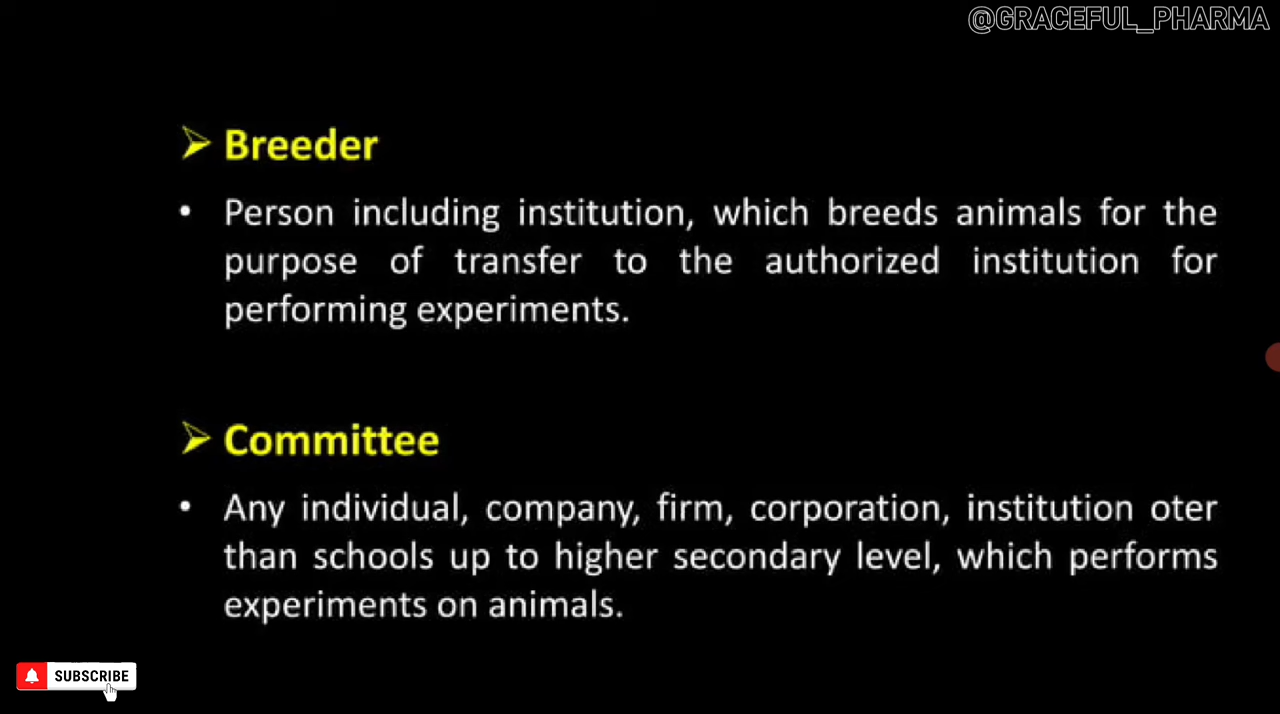 @GRACEFUL_PHARMA
➢ Breeder
• Person including institution, which breeds animals for the
purpose of transfer to the authorized institution for
performing experiments.
➢ Committee
• Any individual, company, firm, corporation, institution oter
than schools up to higher secondary level, which performs
experiments on animals.
SUBSCRIBE